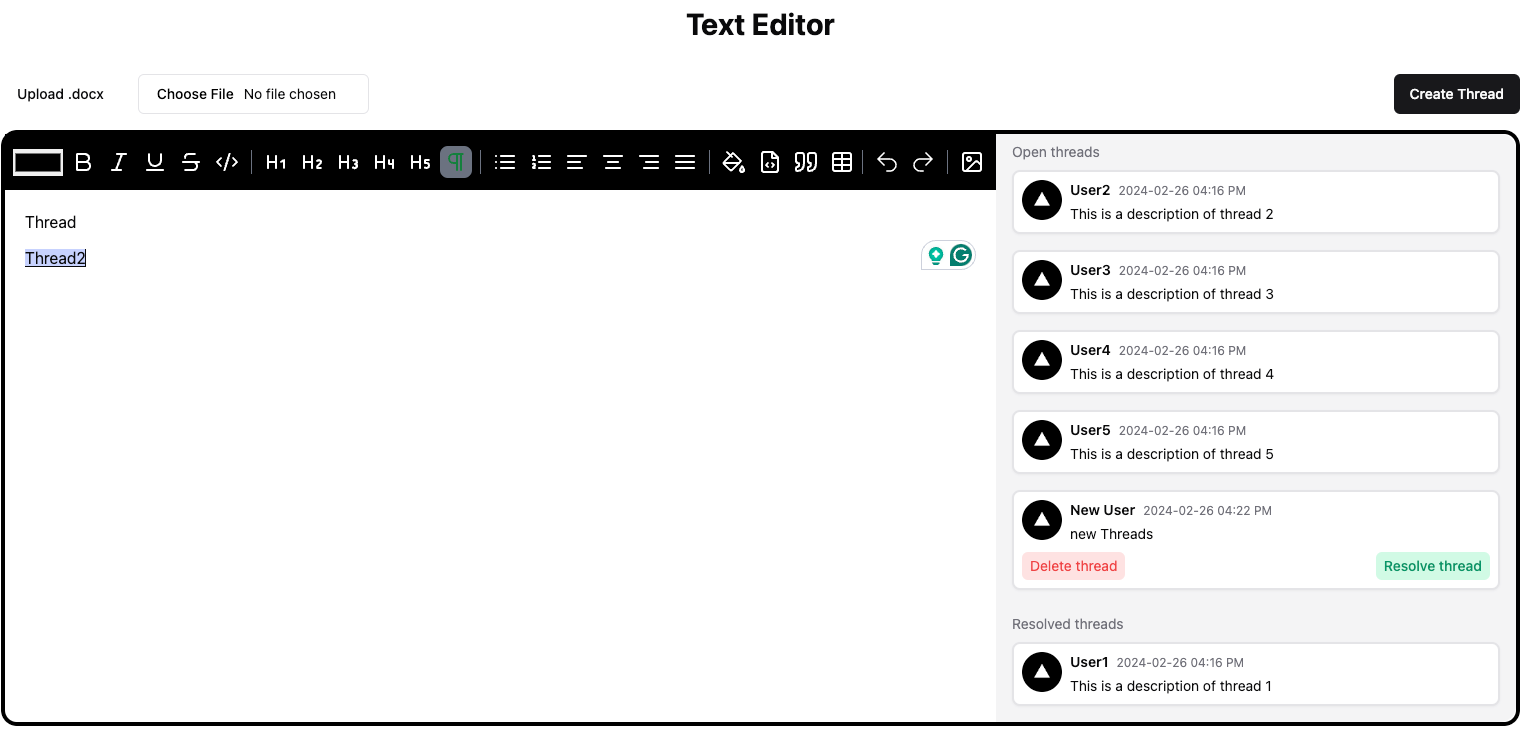 Text Editor
Upload .docx Choose File No file chosen Create Thread
B I U S </> H1 H2 H3 H4 H5 ¶
Thread
Thread2
Open threads
User2 2024-02-26 04:16 PM
This is a description of thread 2
User3 2024-02-26 04:16 PM
This is a description of thread 3
User4 2024-02-26 04:16 PM
This is a description of thread 4
User5 2024-02-26 04:16 PM
This is a description of thread 5
New User 2024-02-26 04:22 PM
new Threads
Delete thread Resolve thread
Resolved threads
User1 2024-02-26 04:16 PM
This is a description of thread 1